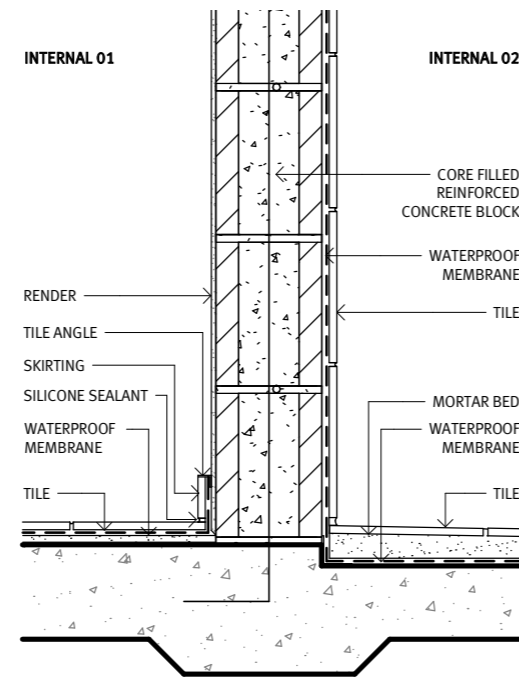 INTERNAL 01
INTERNAL 02
CORE FILLED
REINFORCED
CONCRETE BLOCK
WATERPROOF
MEMBRANE
TILE
MORTAR BED
WATERPROOF
MEMBRANE
TILE
RENDER
TILE ANGLE
SKIRTING
SILICONE SEALANT
WATERPROOF
MEMBRANE
TILE